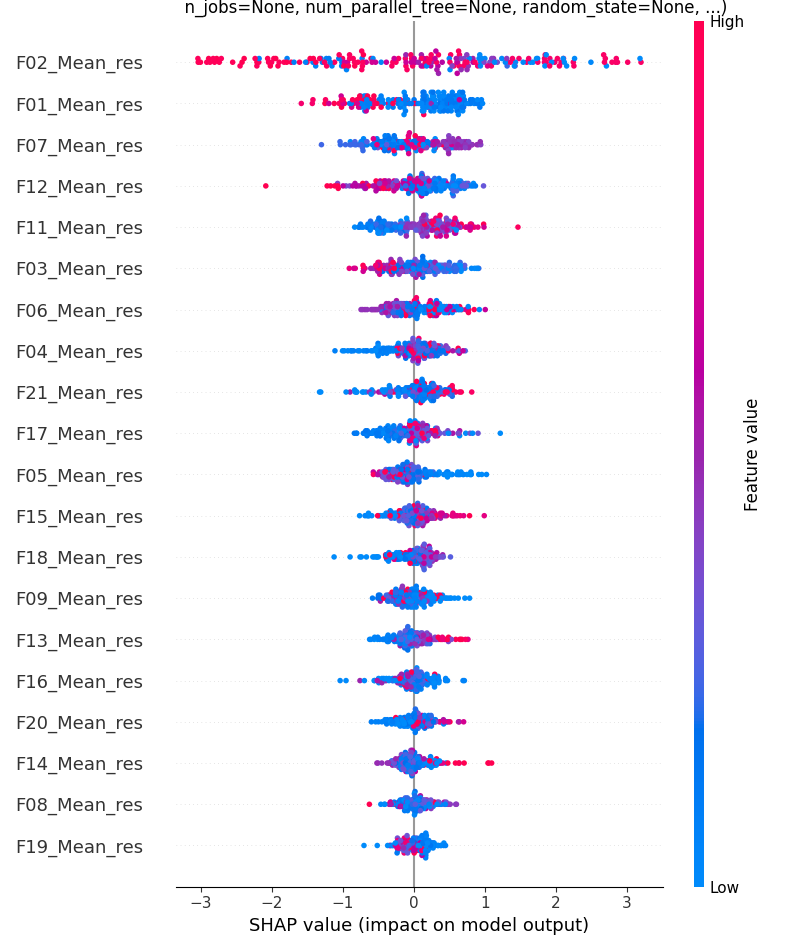 n_jobs=None, num_parallel_tree=None, random_state=None, ...)
High
F02_Mean_res
F01_Mean_res
F07_Mean_res
F12_Mean_res
F11_Mean_res
F03_Mean_res
F06_Mean_res
F04_Mean_res
F21_Mean_res
F17_Mean_res
F05_Mean_res
F15_Mean_res
F18_Mean_res
F09_Mean_res
F13_Mean_res
F16_Mean_res
F20_Mean_res
F14_Mean_res
F08_Mean_res
F19_Mean_res
Feature value
Low
−3 −2 −1 0 1 2 3
SHAP value (impact on model output)